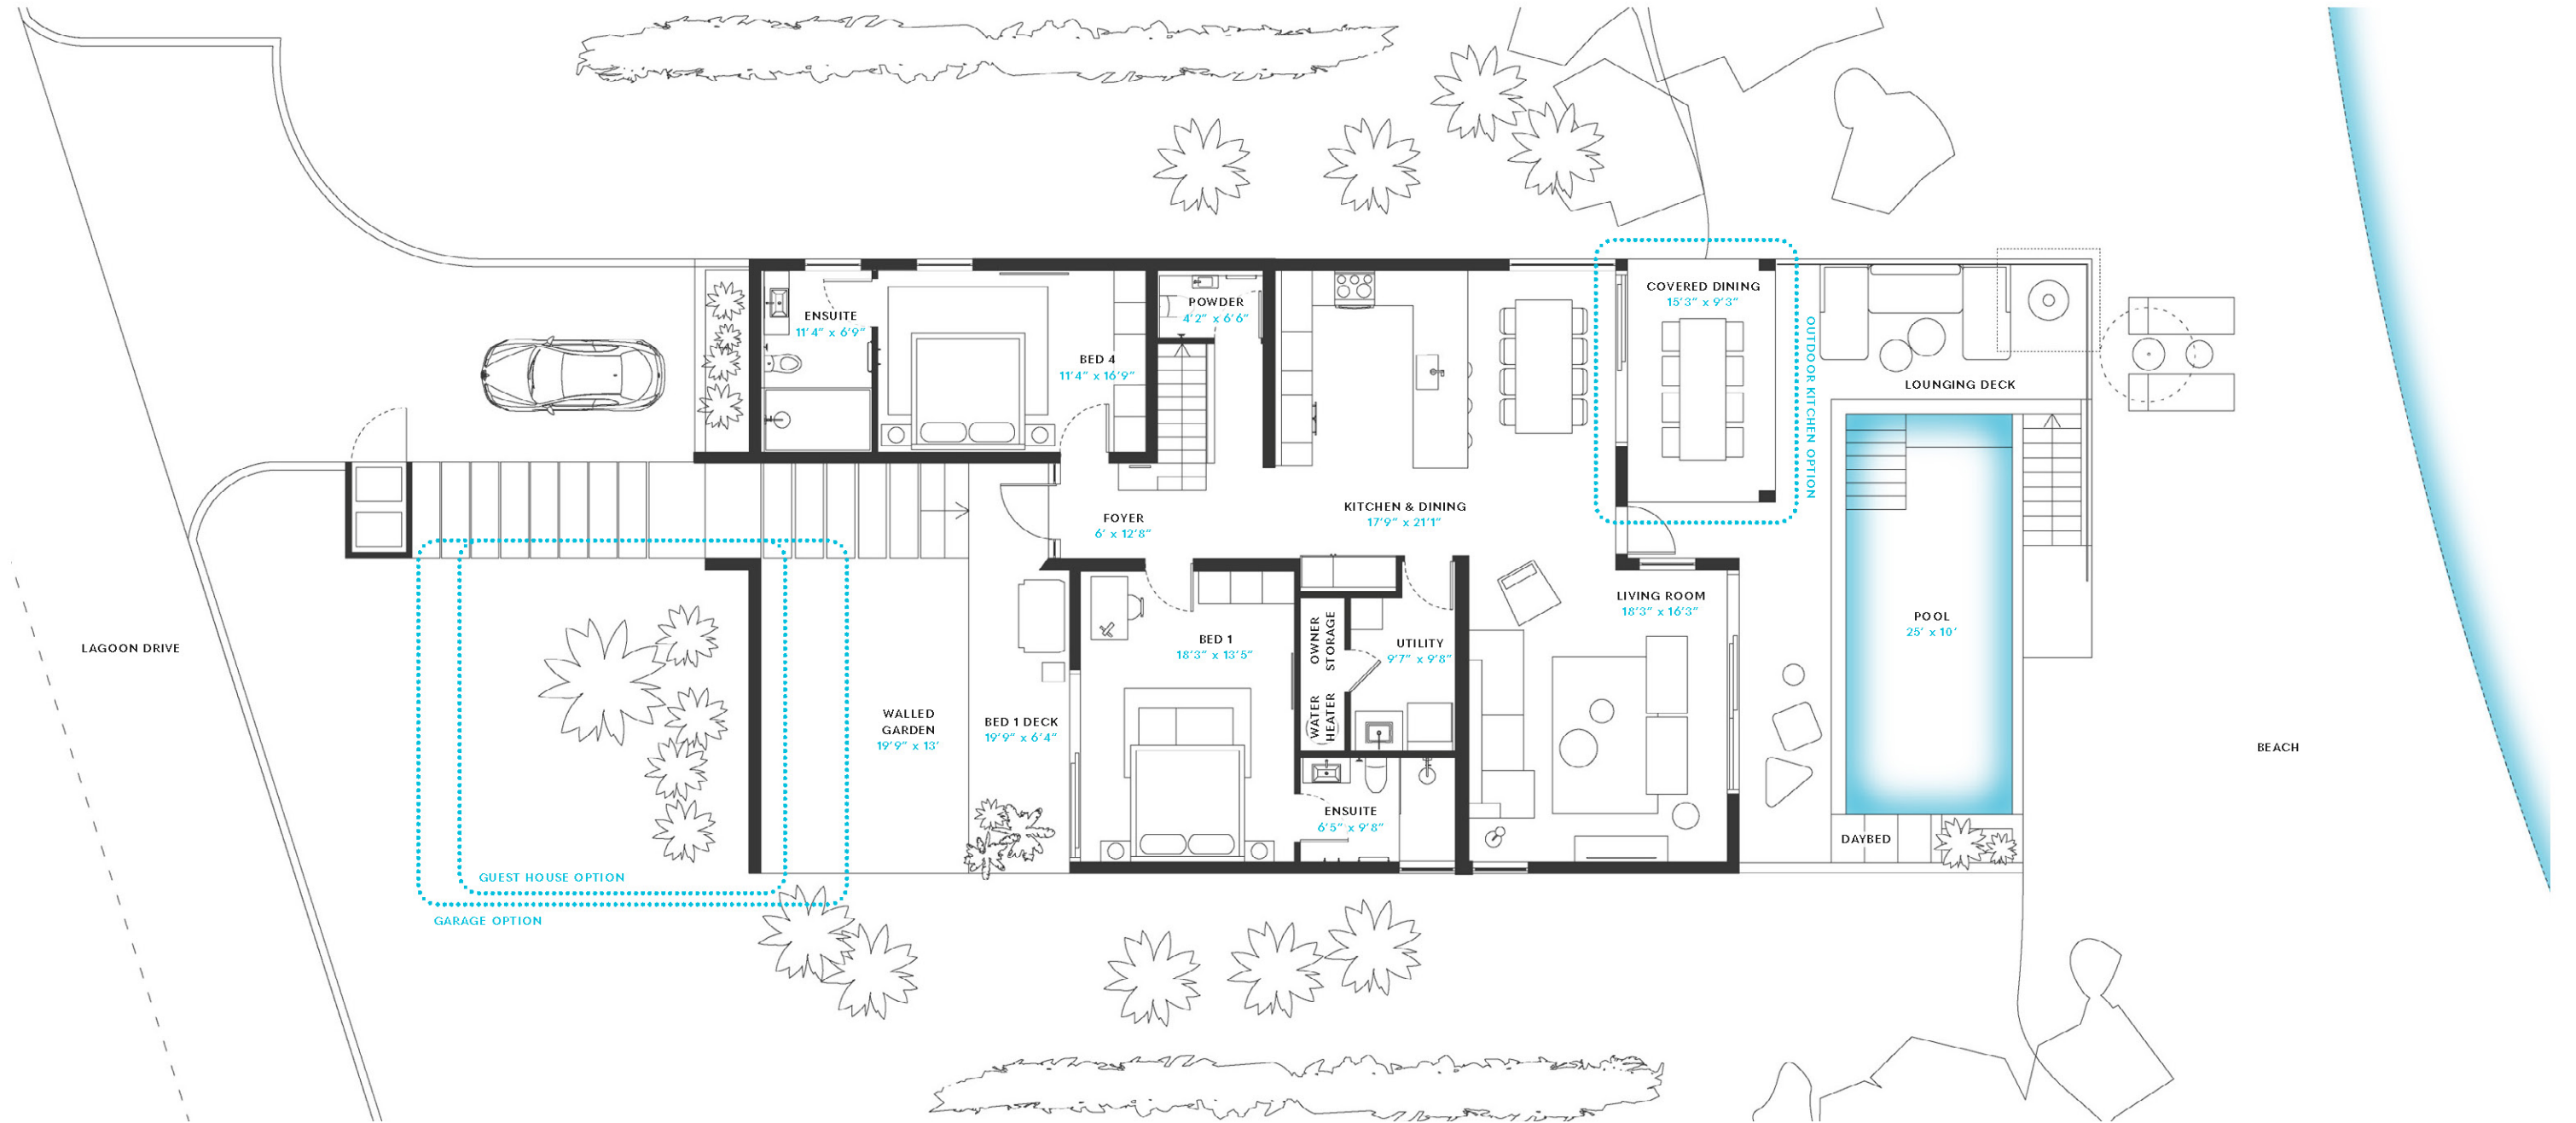 COVERED DINING
15'3" x 9'3"
POWDER
4'2" x 6'6"
ENSUITE
11'4" x 6'9"
BED 4
11'4" x 16'9"
OUTDOOR KITCHEN OPTION
LOUNGING DECK
KITCHEN & DINING
17'9" x 21'1"
FOYER
6' x 12'8"
LIVING ROOM
18'3" x 16'3"
POOL
25' x 10'
LAGOON DRIVE
BED 1
18'3" x 13'5"
OWNER
STORAGE
UTILITY
9'7" x 9'8"
WATER
HEATER
WALLED
GARDEN
19'9" x 13'
BED 1 DECK
19'9" x 6'4"
BEACH
ENSUITE
6'5" x 9'8"
DAYBED
GUEST HOUSE OPTION
GARAGE OPTION